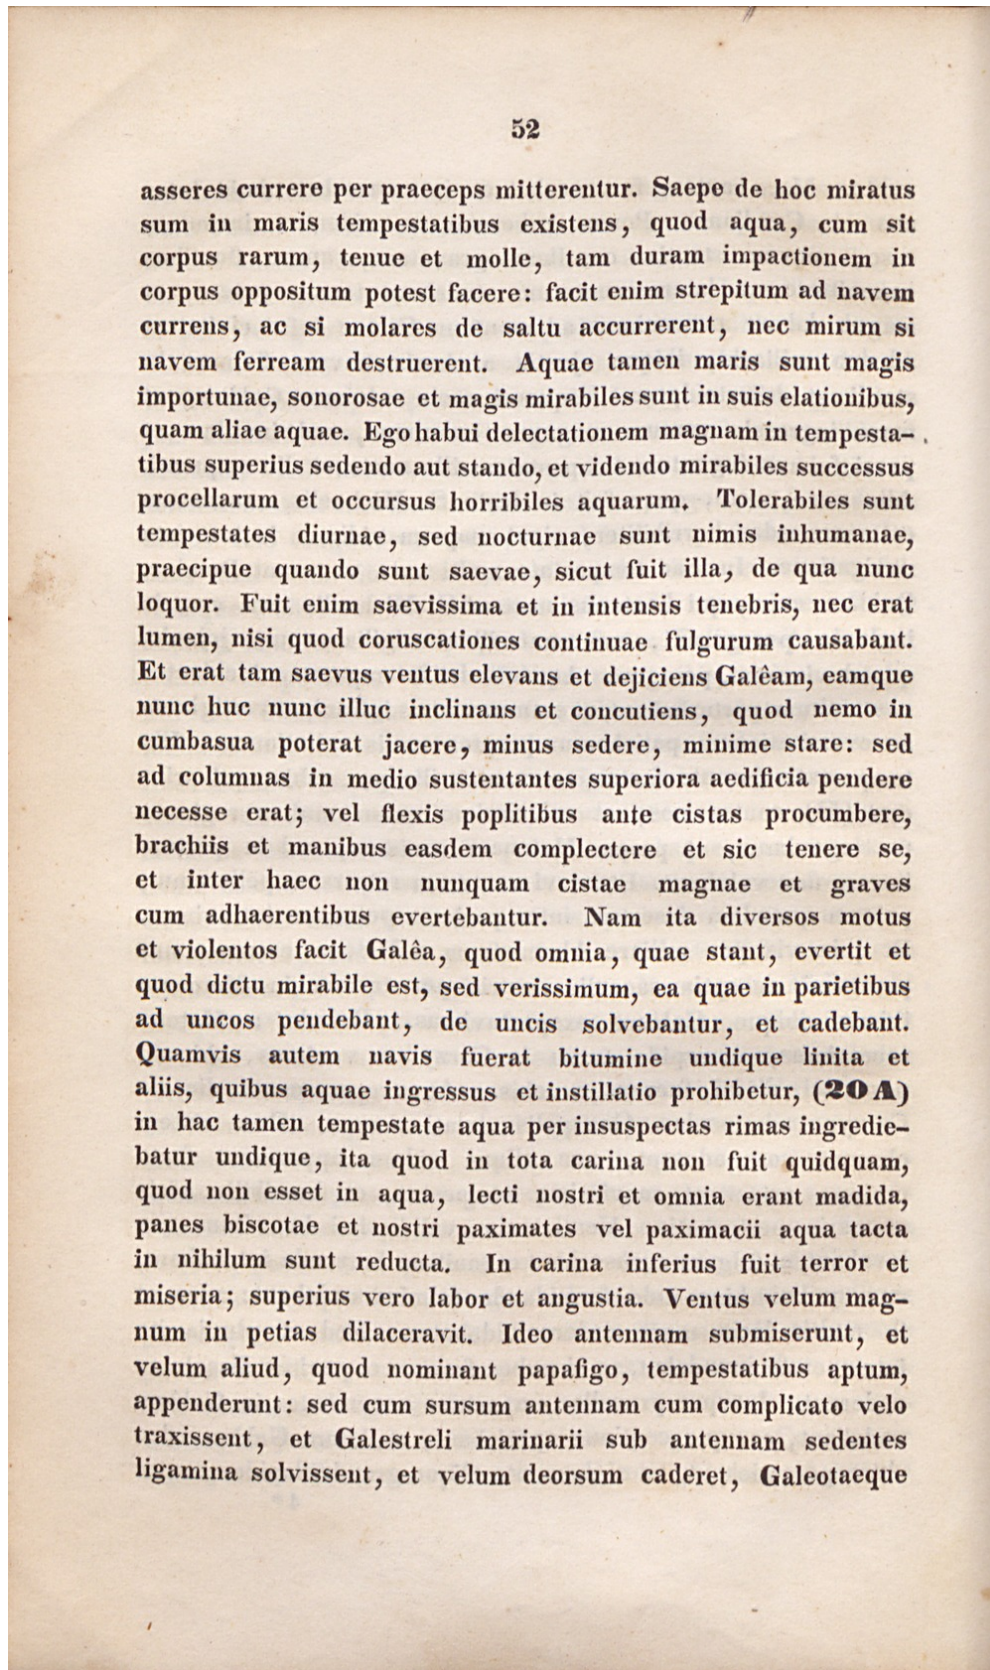 52
asseres currere per praeceps mitterentur. Saepe de hoc miratus
sum in maris tempestatibus existens, quod aqua, cum sit
corpus rarum, tenue et molle, tam duram impactionem in
corpus oppositum potest facere: facit enim strepitum ad navem
currens, ac si molares de saltu accurrerent, nec mirum si
navem ferream destruerent. Aquae tamen maris sunt magis
importunae, sonorosae et magis mirabiles sunt in suis elationibus,
quam aliae aquae. Ego habui delectationem magnam in tempesta-
tibus superius sedendo aut stando, et videndo mirabiles successus
procellarum et occursus horribiles aquarum. Tolerabiles sunt
tempestates diurnae, sed nocturnae sunt nimis inhumanae,
praecipue quando sunt saevae, sicut fuit illa, de qua nunc
loquor. Fuit enim saevissima et in intensis tenebris, nec erat
lumen, nisi quod coruscationes continuae fulgurum causabant.
Et erat tam saevus ventus elevans et dejiciens Galêam, eamque
nunc huc nunc illuc inclinans et concutiens, quod nemo in
cumbasua poterat jacere, minus sedere, minime stare: sed
ad columnas in medio sustentantes superiora aedificia pendere
necesse erat; vel flexis poplitibus ante cistas procumbere,
brachiis et manibus easdem complectere et sic tenere se,
et inter haec non nunquam cistae magnae et graves
cum adhaerentibus evertebantur. Nam ita diversos motus
et violentos facit Galêa, quod omnia, quae stant, evertit et
quod dictu mirabile est, sed verissimum, ea quae in parietibus
ad uncos pendebant, de uncis solvebantur, et cadebant.
Quamvis autem navis fuerat bitumine undique linita et
aliis, quibus aquae ingressus et instillatio prohibetur, (20 A)
in hac tamen tempestate aqua per insuspectas rimas ingredie-
batur undique, ita quod in tota carina non fuit quidquam,
quod non esset in aqua, lecti nostri et omnia erant madida,
panes biscotae et nostri paximates vel paximacii aqua tacta
in nihilum sunt reducta. In carina inferius fuit terror et
miseria; superius vero labor et angustia. Ventus velum mag-
num in petias dilaceravit. Ideo antennam submiserunt, et
velum aliud, quod nominant papafigo, tempestatibus aptum,
appenderunt: sed cum sursum antennam cum complicato velo
traxissent, et Galestreli marinarii sub antennam sedentes
ligamina solvissent, et velum deorsum caderet, Galeotaeque